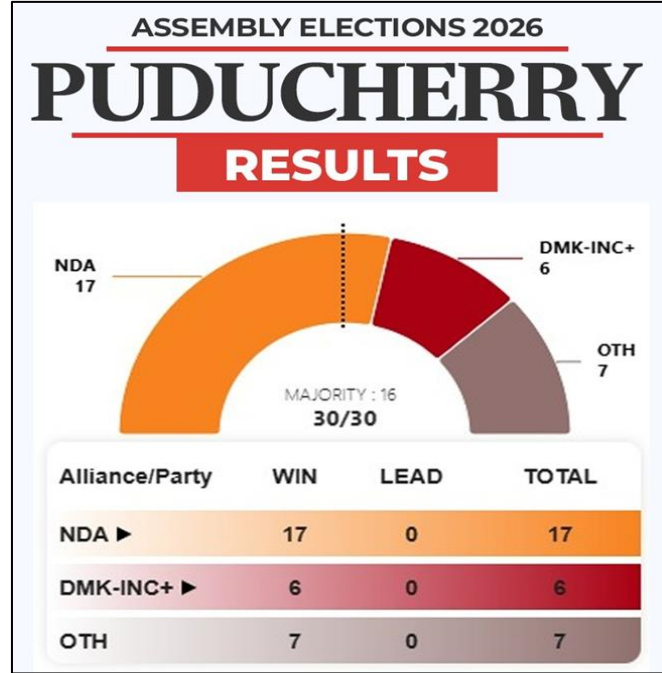 ASSEMBLY ELECTIONS 2026
PUDUCHERRY
RESULTS
NDA
17
DMK-INC+
6
OTH
7
MAJORITY : 16
30/30
Alliance/Party WIN LEAD TOTAL
NDA ► 17 0 17
DMK-INC+ ► 6 0 6
OTH 7 0 7